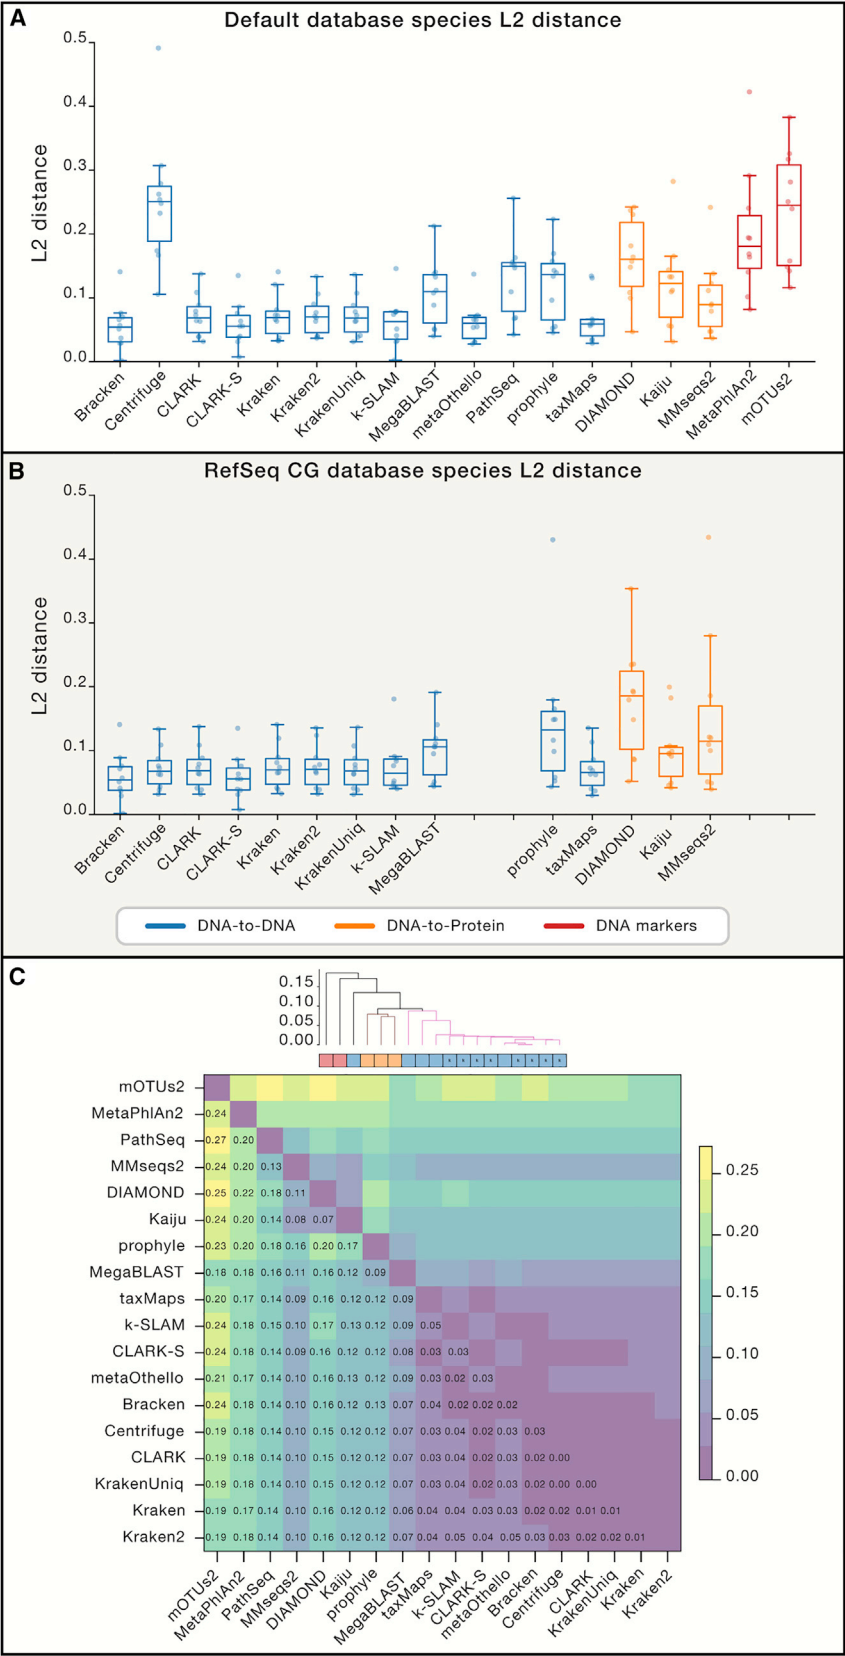 A
Default database species L2 distance
0.5
0.4
0.3
0.2
0.1
0.0
L2 distance
Bracken
Centrifuge
CLARK
CLARK-S
Kraken
Kraken2
KrakenUniq
k-SLAM
MegaBLAST
metaOthello
PathSeq
prophyle
taxMaps
DIAMOND
Kaiju
MMseqs2
MetaPhlAn2
mOTUs2
B
RefSeq CG database species L2 distance
0.5
0.4
0.3
0.2
0.1
0.0
L2 distance
Bracken
Centrifuge
CLARK
CLARK-S
Kraken
Kraken2
KrakenUniq
k-SLAM
MegaBLAST
prophyle
taxMaps
DIAMOND
Kaiju
MMseqs2
DNA-to-DNA DNA-to-Protein DNA markers
C
0.15
0.10
0.05
0.00
mOTUs2
MetaPhlAn2 0.24
PathSeq 0.27 0.20
MMseqs2 0.24 0.20 0.13
DIAMOND 0.25 0.22 0.18 0.11
Kaiju 0.24 0.20 0.14 0.08 0.07
prophyle 0.23 0.20 0.18 0.16 0.20 0.17
MegaBLAST 0.18 0.18 0.16 0.11 0.16 0.12 0.09
taxMaps 0.20 0.17 0.14 0.09 0.16 0.12 0.12 0.09
k-SLAM 0.24 0.18 0.15 0.10 0.17 0.13 0.12 0.09 0.05
CLARK-S 0.24 0.18 0.14 0.09 0.16 0.12 0.12 0.08 0.03 0.03
metaOthello 0.21 0.17 0.14 0.10 0.16 0.13 0.12 0.09 0.03 0.02 0.03
Bracken 0.24 0.18 0.14 0.10 0.16 0.12 0.13 0.07 0.04 0.02 0.02 0.02
Centrifuge 0.19 0.18 0.14 0.10 0.15 0.12 0.12 0.07 0.03 0.04 0.02 0.03 0.03
CLARK 0.19 0.18 0.14 0.10 0.15 0.12 0.12 0.07 0.03 0.04 0.02 0.03 0.02 0.00
KrakenUniq 0.19 0.18 0.14 0.10 0.15 0.12 0.12 0.07 0.03 0.04 0.02 0.03 0.02 0.00 0.00
Kraken 0.19 0.17 0.14 0.10 0.16 0.12 0.12 0.06 0.04 0.04 0.03 0.03 0.02 0.02 0.01 0.01
Kraken2 0.19 0.18 0.14 0.10 0.16 0.12 0.12 0.07 0.04 0.05 0.04 0.05 0.03 0.03 0.02 0.02 0.01
mOTUs2
MetaPhlAn2
PathSeq
MMseqs2
DIAMOND
Kaiju
prophyle
MegaBLAST
taxMaps
k-SLAM
CLARK-S
metaOthello
Bracken
Centrifuge
CLARK
KrakenUniq
Kraken
Kraken2
0.25
0.20
0.15
0.10
0.05
0.00